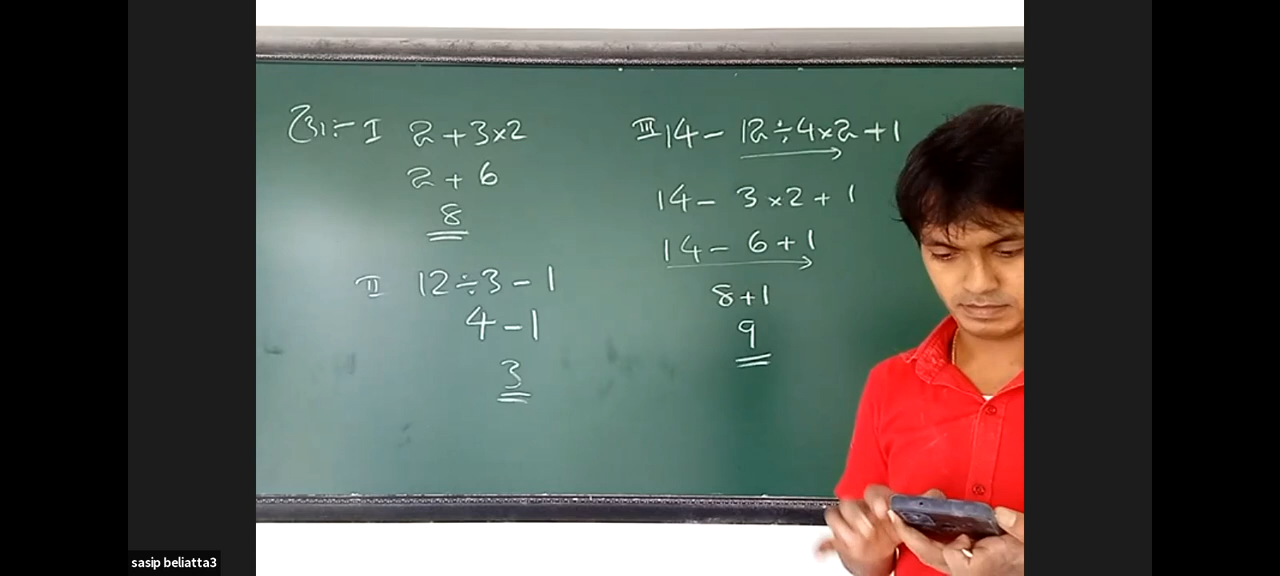 උදා:- I 2 + 3×2
2 + 6
8
II 12÷3 - 1
4 - 1
3
III 14 - 12÷4×2 + 1
14 - 3×2 + 1
14 - 6 + 1
8 + 1
9
sasip beliatta3